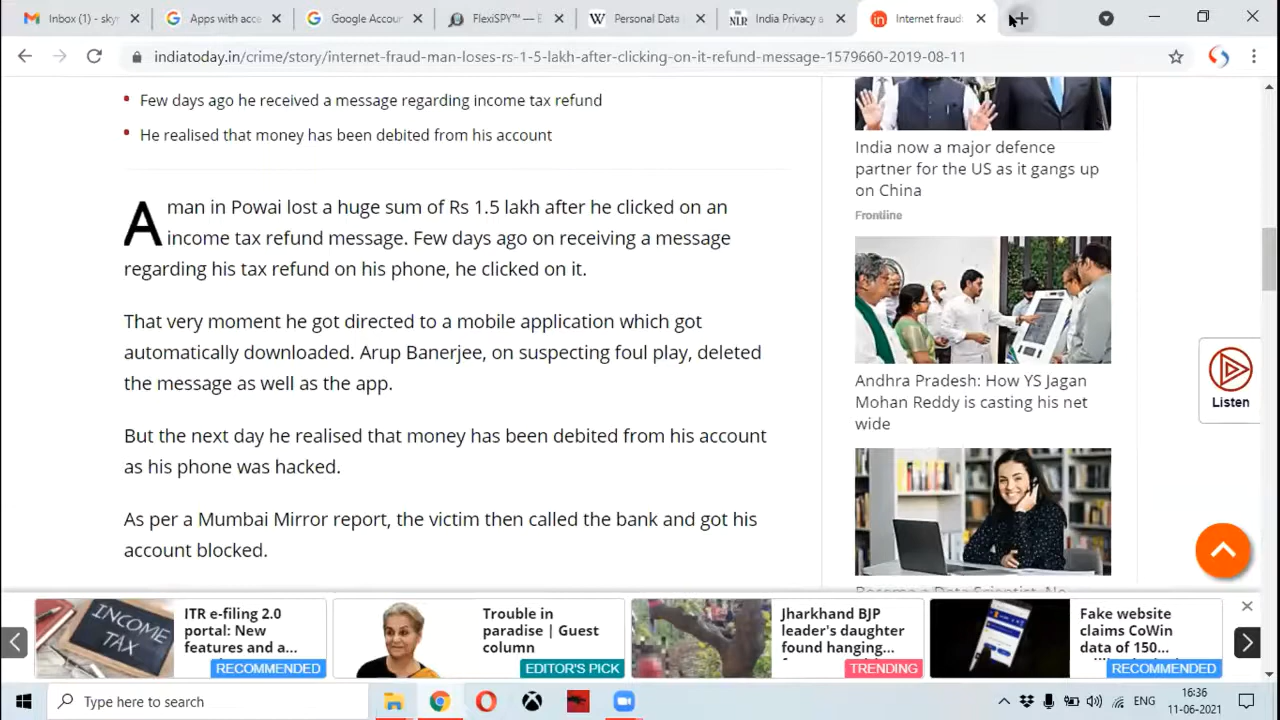 Inbox (1) - sky
Apps with acce
Google Accoun
FlexiSPY™ — E
Personal Data
India Privacy a
Internet fraud
indiatoday.in/crime/story/internet-fraud-man-loses-rs-1-5-lakh-after-clicking-on-it-refund-message-1579660-2019-08-11
Few days ago he received a message regarding income tax refund
He realised that money has been debited from his account
A man in Powai lost a huge sum of Rs 1.5 lakh after he clicked on an
income tax refund message. Few days ago on receiving a message
regarding his tax refund on his phone, he clicked on it.
That very moment he got directed to a mobile application which got
automatically downloaded. Arup Banerjee, on suspecting foul play, deleted
the message as well as the app.
But the next day he realised that money has been debited from his account
as his phone was hacked.
As per a Mumbai Mirror report, the victim then called the bank and got his
account blocked.
India now a major defence
partner for the US as it gangs up
on China
Frontline
Andhra Pradesh: How YS Jagan
Mohan Reddy is casting his net
wide
Become a Data Scientist. No
Listen
INCOME
TAX
ITR e-filing 2.0
portal: New
features and a...
RECOMMENDED
Trouble in
paradise | Guest
column
EDITOR'S PICK
Jharkhand BJP
leader's daughter
found hanging...
TRENDING
Fake website
claims CoWin
data of 150...
RECOMMENDED
Type here to search
ENG
16:36
11-06-2021